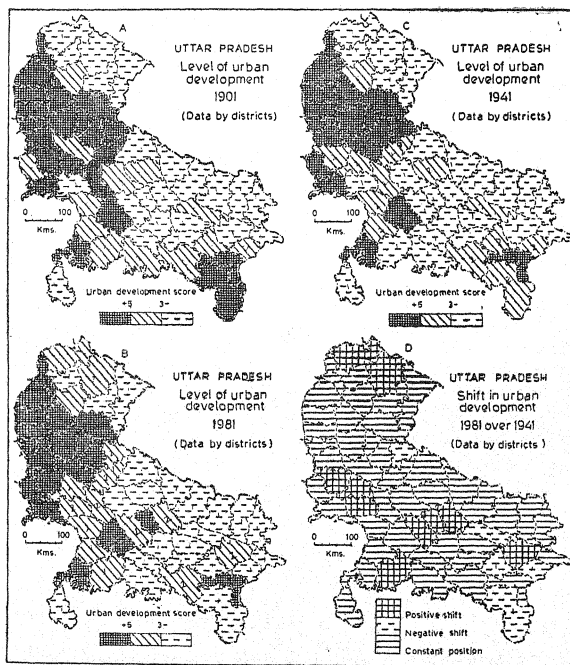 A
UTTAR PRADESH
Level of urban
development
1901
(Data by districts)
0 100
Kms.
Urban development score
+5 3-
C
UTTAR PRADESH
Level of urban
development
1941
(Data by districts)
0 100
Kms.
Urban development score
+5 3-
B
UTTAR PRADESH
Level of urban
development
1981
(Data by districts)
0 100
Kms.
Urban development score
+5 3-
D
UTTAR PRADESH
Shift in urban
development
1981 over 1941
(Data by districts)
0 100
Kms.
Positive shift
Negative shift
Constant position